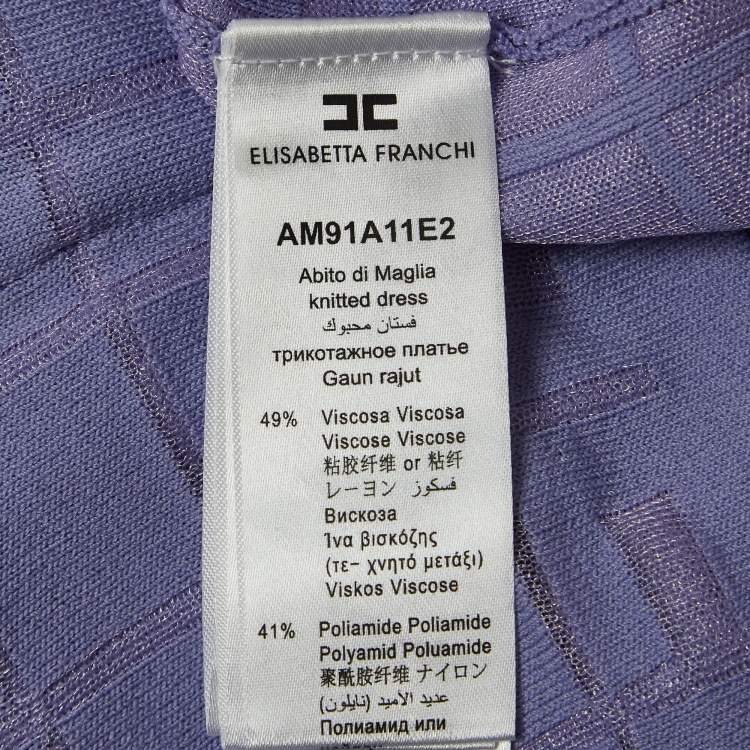 ELISABETTA FRANCHI
AM91A11E2
Abito di Maglia
knitted dress
فستان محبوك
трикотажное платье
Gaun rajut
49% Viscosa Viscosa
Viscose Viscose
粘胶纤维 or 粘纤
レーヨン فسكوز
Вискоза
Ίνα βισκόζης
(τε- χνητό μετάξι)
Viskos Viscose
41% Poliamide Poliamide
Polyamid Poluamide
聚酰胺纤维 ナイロン
عديد الأميد (نايلون)
Полиамид или